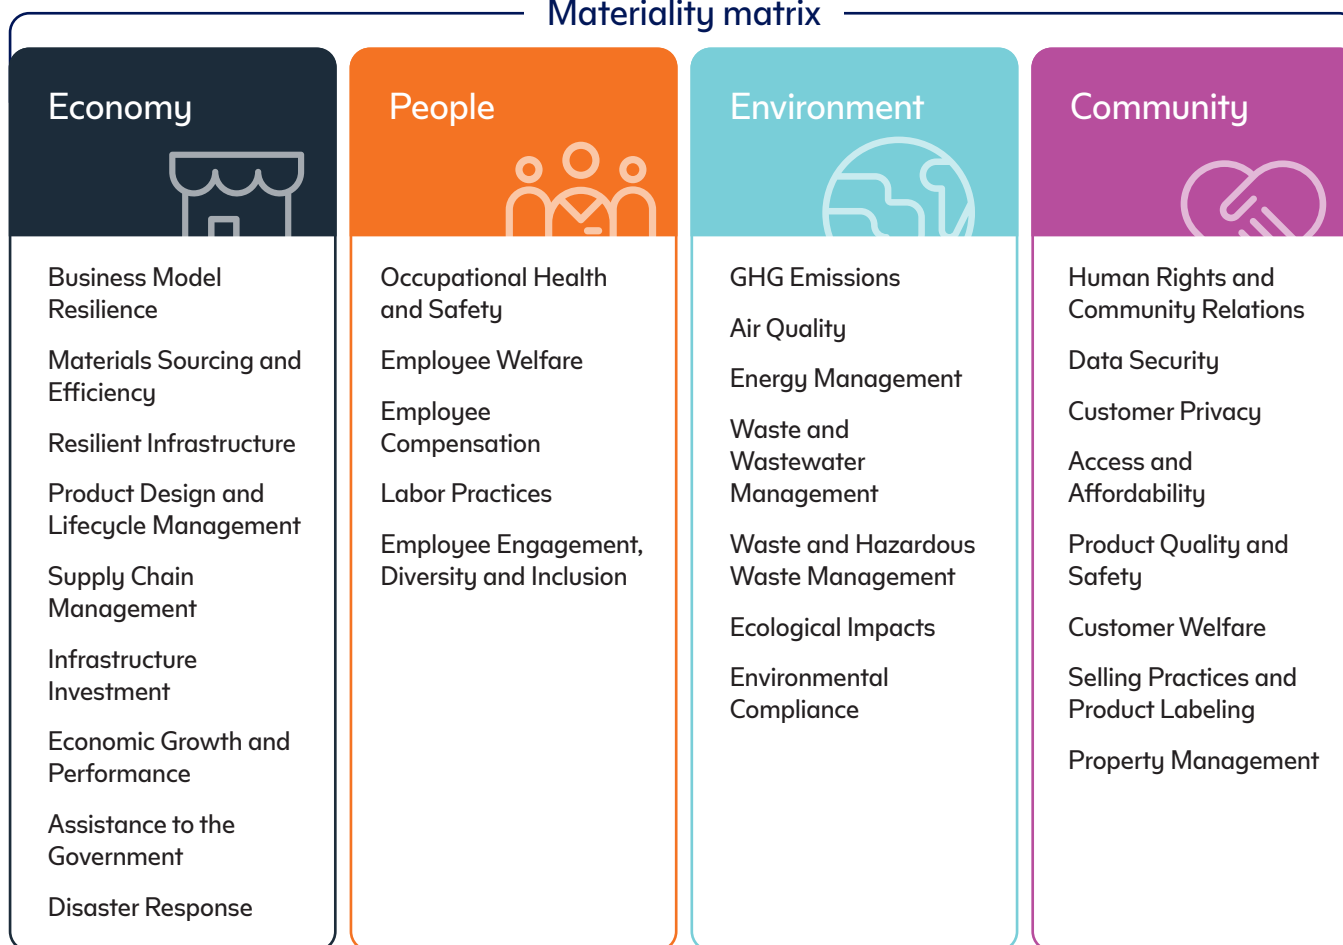 Materiality matrix
Economy
Business Model
Resilience
Materials Sourcing and
Efficiency
Resilient Infrastructure
Product Design and
Lifecycle Management
Supply Chain
Management
Infrastructure
Investment
Economic Growth and
Performance
Assistance to the
Government
Disaster Response
People
Occupational Health
and Safety
Employee Welfare
Employee
Compensation
Labor Practices
Employee Engagement,
Diversity and Inclusion
Environment
GHG Emissions
Air Quality
Energy Management
Waste and
Wastewater
Management
Waste and Hazardous
Waste Management
Ecological Impacts
Environmental
Compliance
Community
Human Rights and
Community Relations
Data Security
Customer Privacy
Access and
Affordability
Product Quality and
Safety
Customer Welfare
Selling Practices and
Product Labeling
Property Management